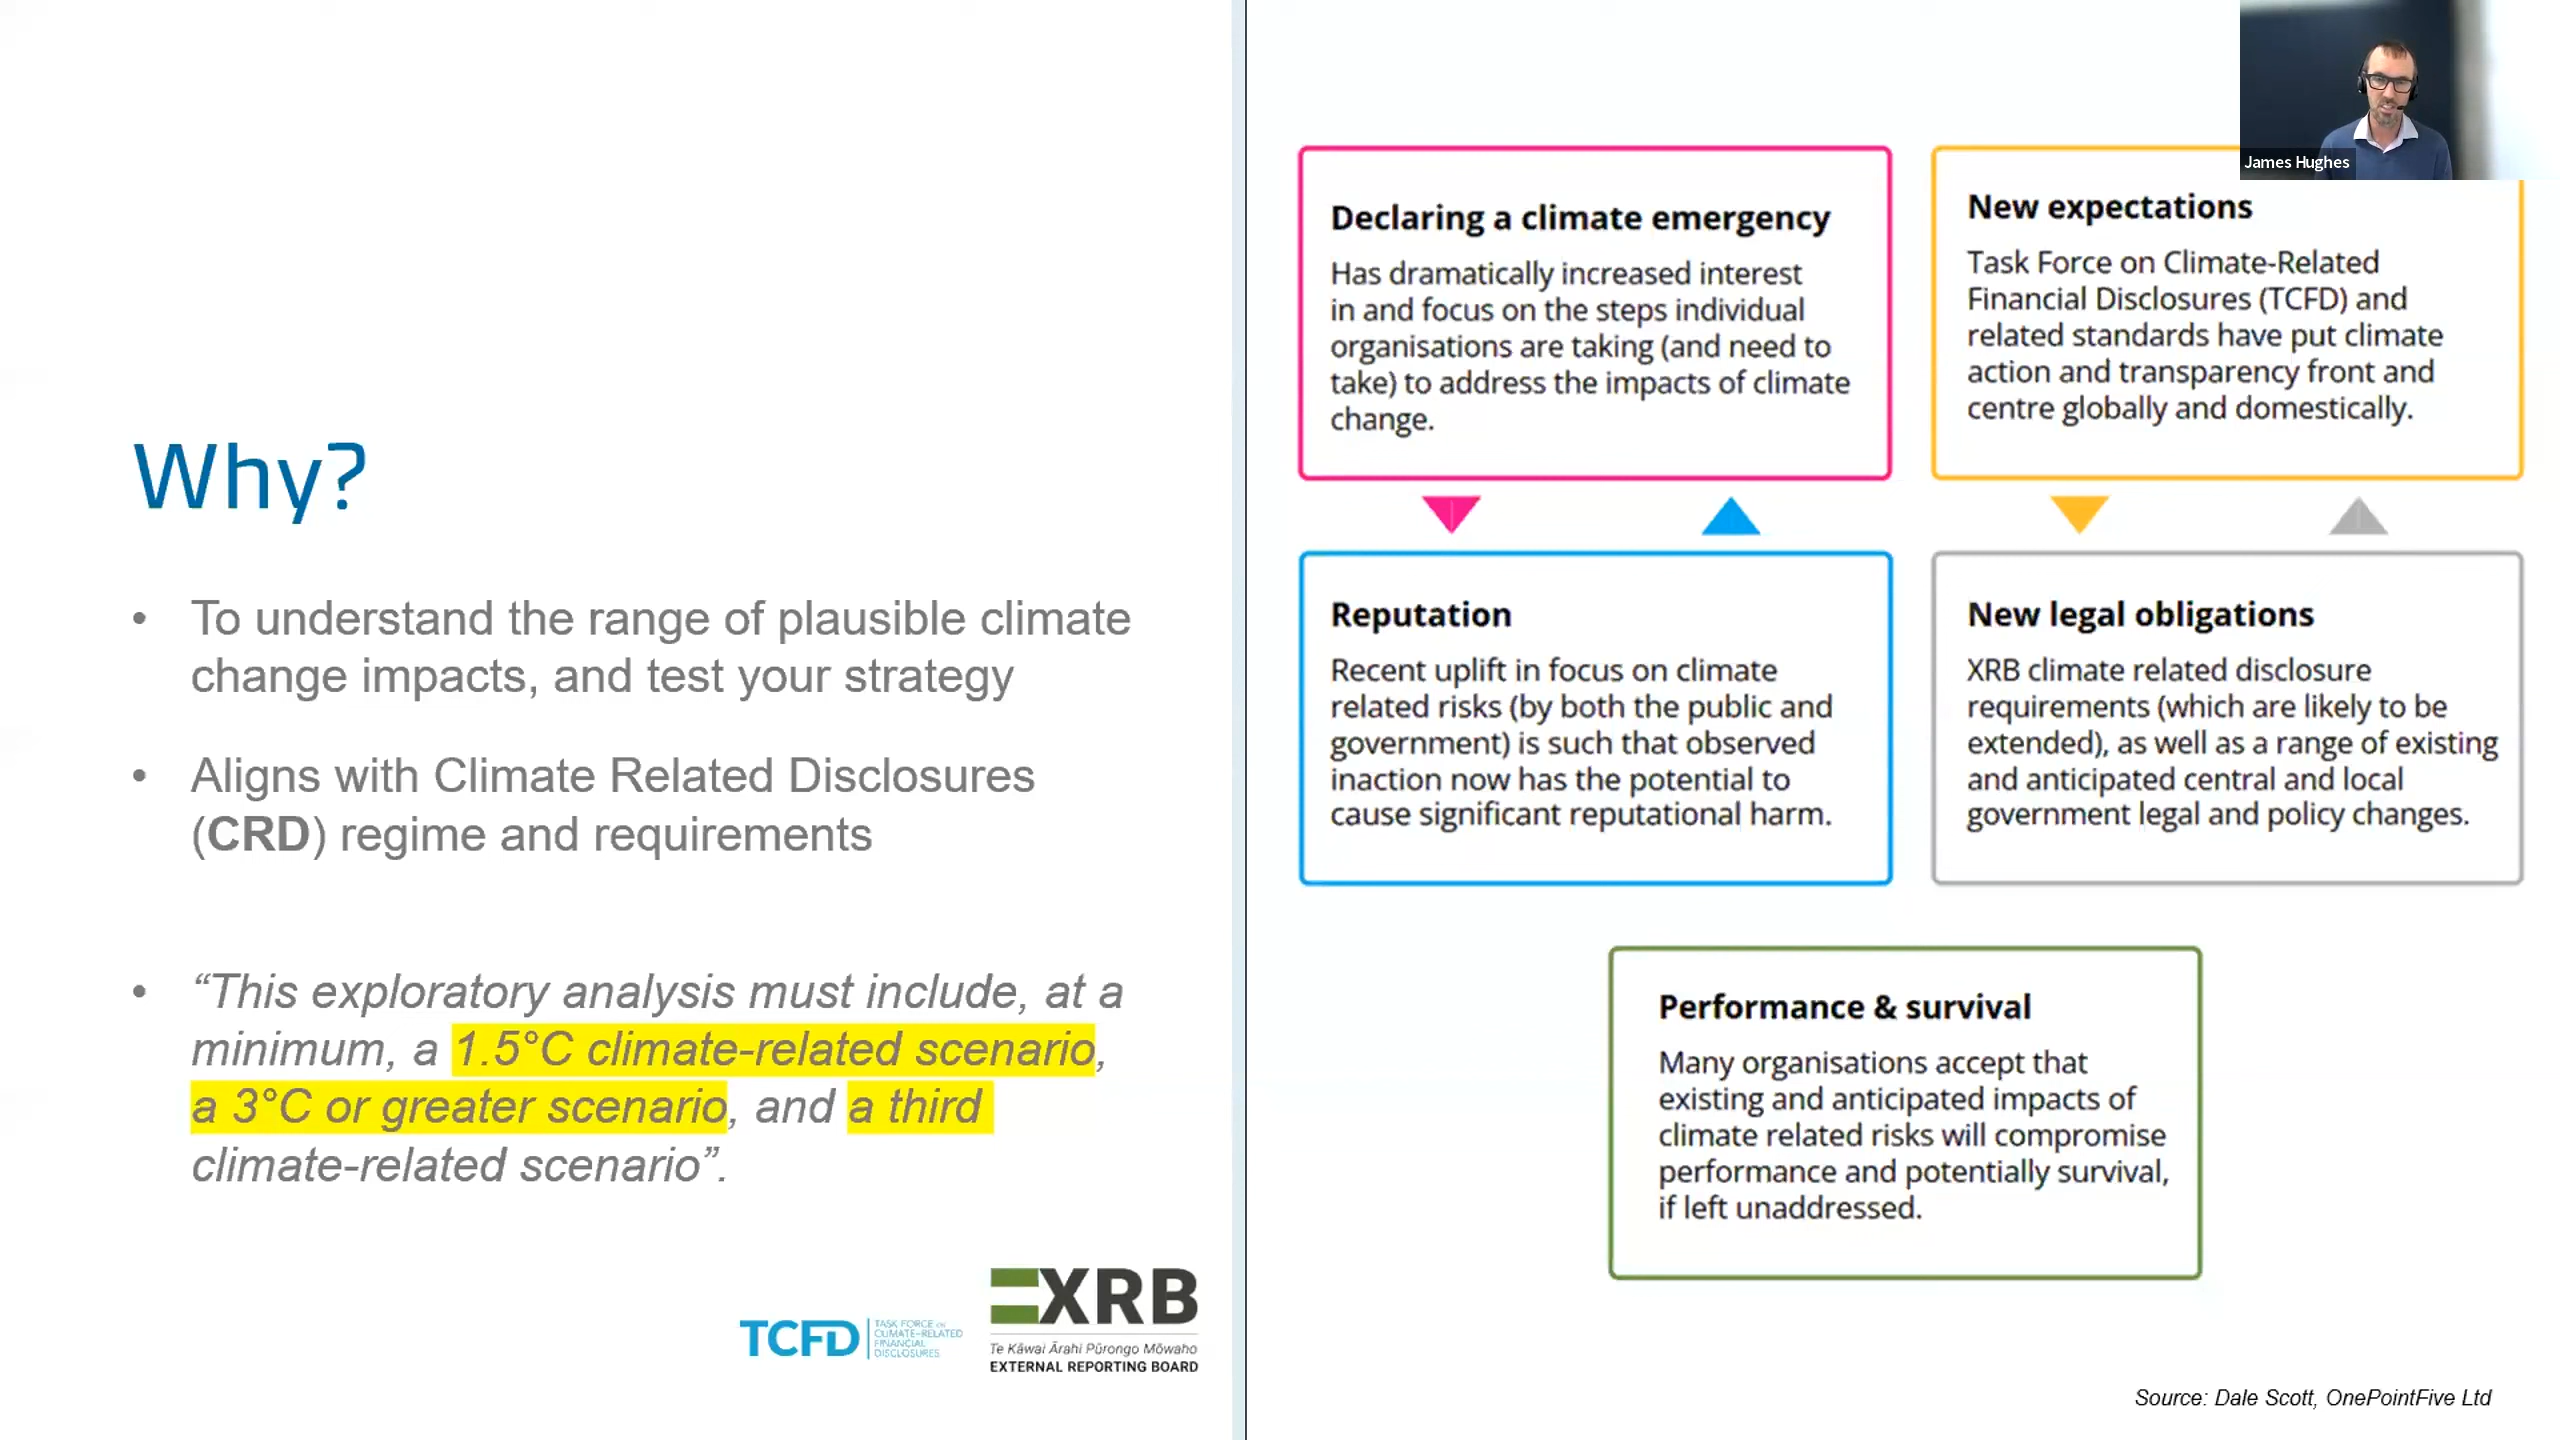 Why?
• To understand the range of plausible climate
change impacts, and test your strategy
• Aligns with Climate Related Disclosures
(CRD) regime and requirements
• “This exploratory analysis must include, at a
minimum, a 1.5°C climate-related scenario,
a 3°C or greater scenario, and a third
climate-related scenario”.
TCFD
TASK FORCE ON
CLIMATE-RELATED
FINANCIAL
DISCLOSURES
XRB
Te Kāwai Ārahi Pūrongo Mōwaho
EXTERNAL REPORTING BOARD
Declaring a climate emergency
Has dramatically increased interest
in and focus on the steps individual
organisations are taking (and need to
take) to address the impacts of climate
change.
James Hughes
New expectations
Task Force on Climate-Related
Financial Disclosures (TCFD) and
related standards have put climate
action and transparency front and
centre globally and domestically.
Reputation
Recent uplift in focus on climate
related risks (by both the public and
government) is such that observed
inaction now has the potential to
cause significant reputational harm.
New legal obligations
XRB climate related disclosure
requirements (which are likely to be
extended), as well as a range of existing
and anticipated central and local
government legal and policy changes.
Performance & survival
Many organisations accept that
existing and anticipated impacts of
climate related risks will compromise
performance and potentially survival,
if left unaddressed.
Source: Dale Scott, OnePointFive Ltd